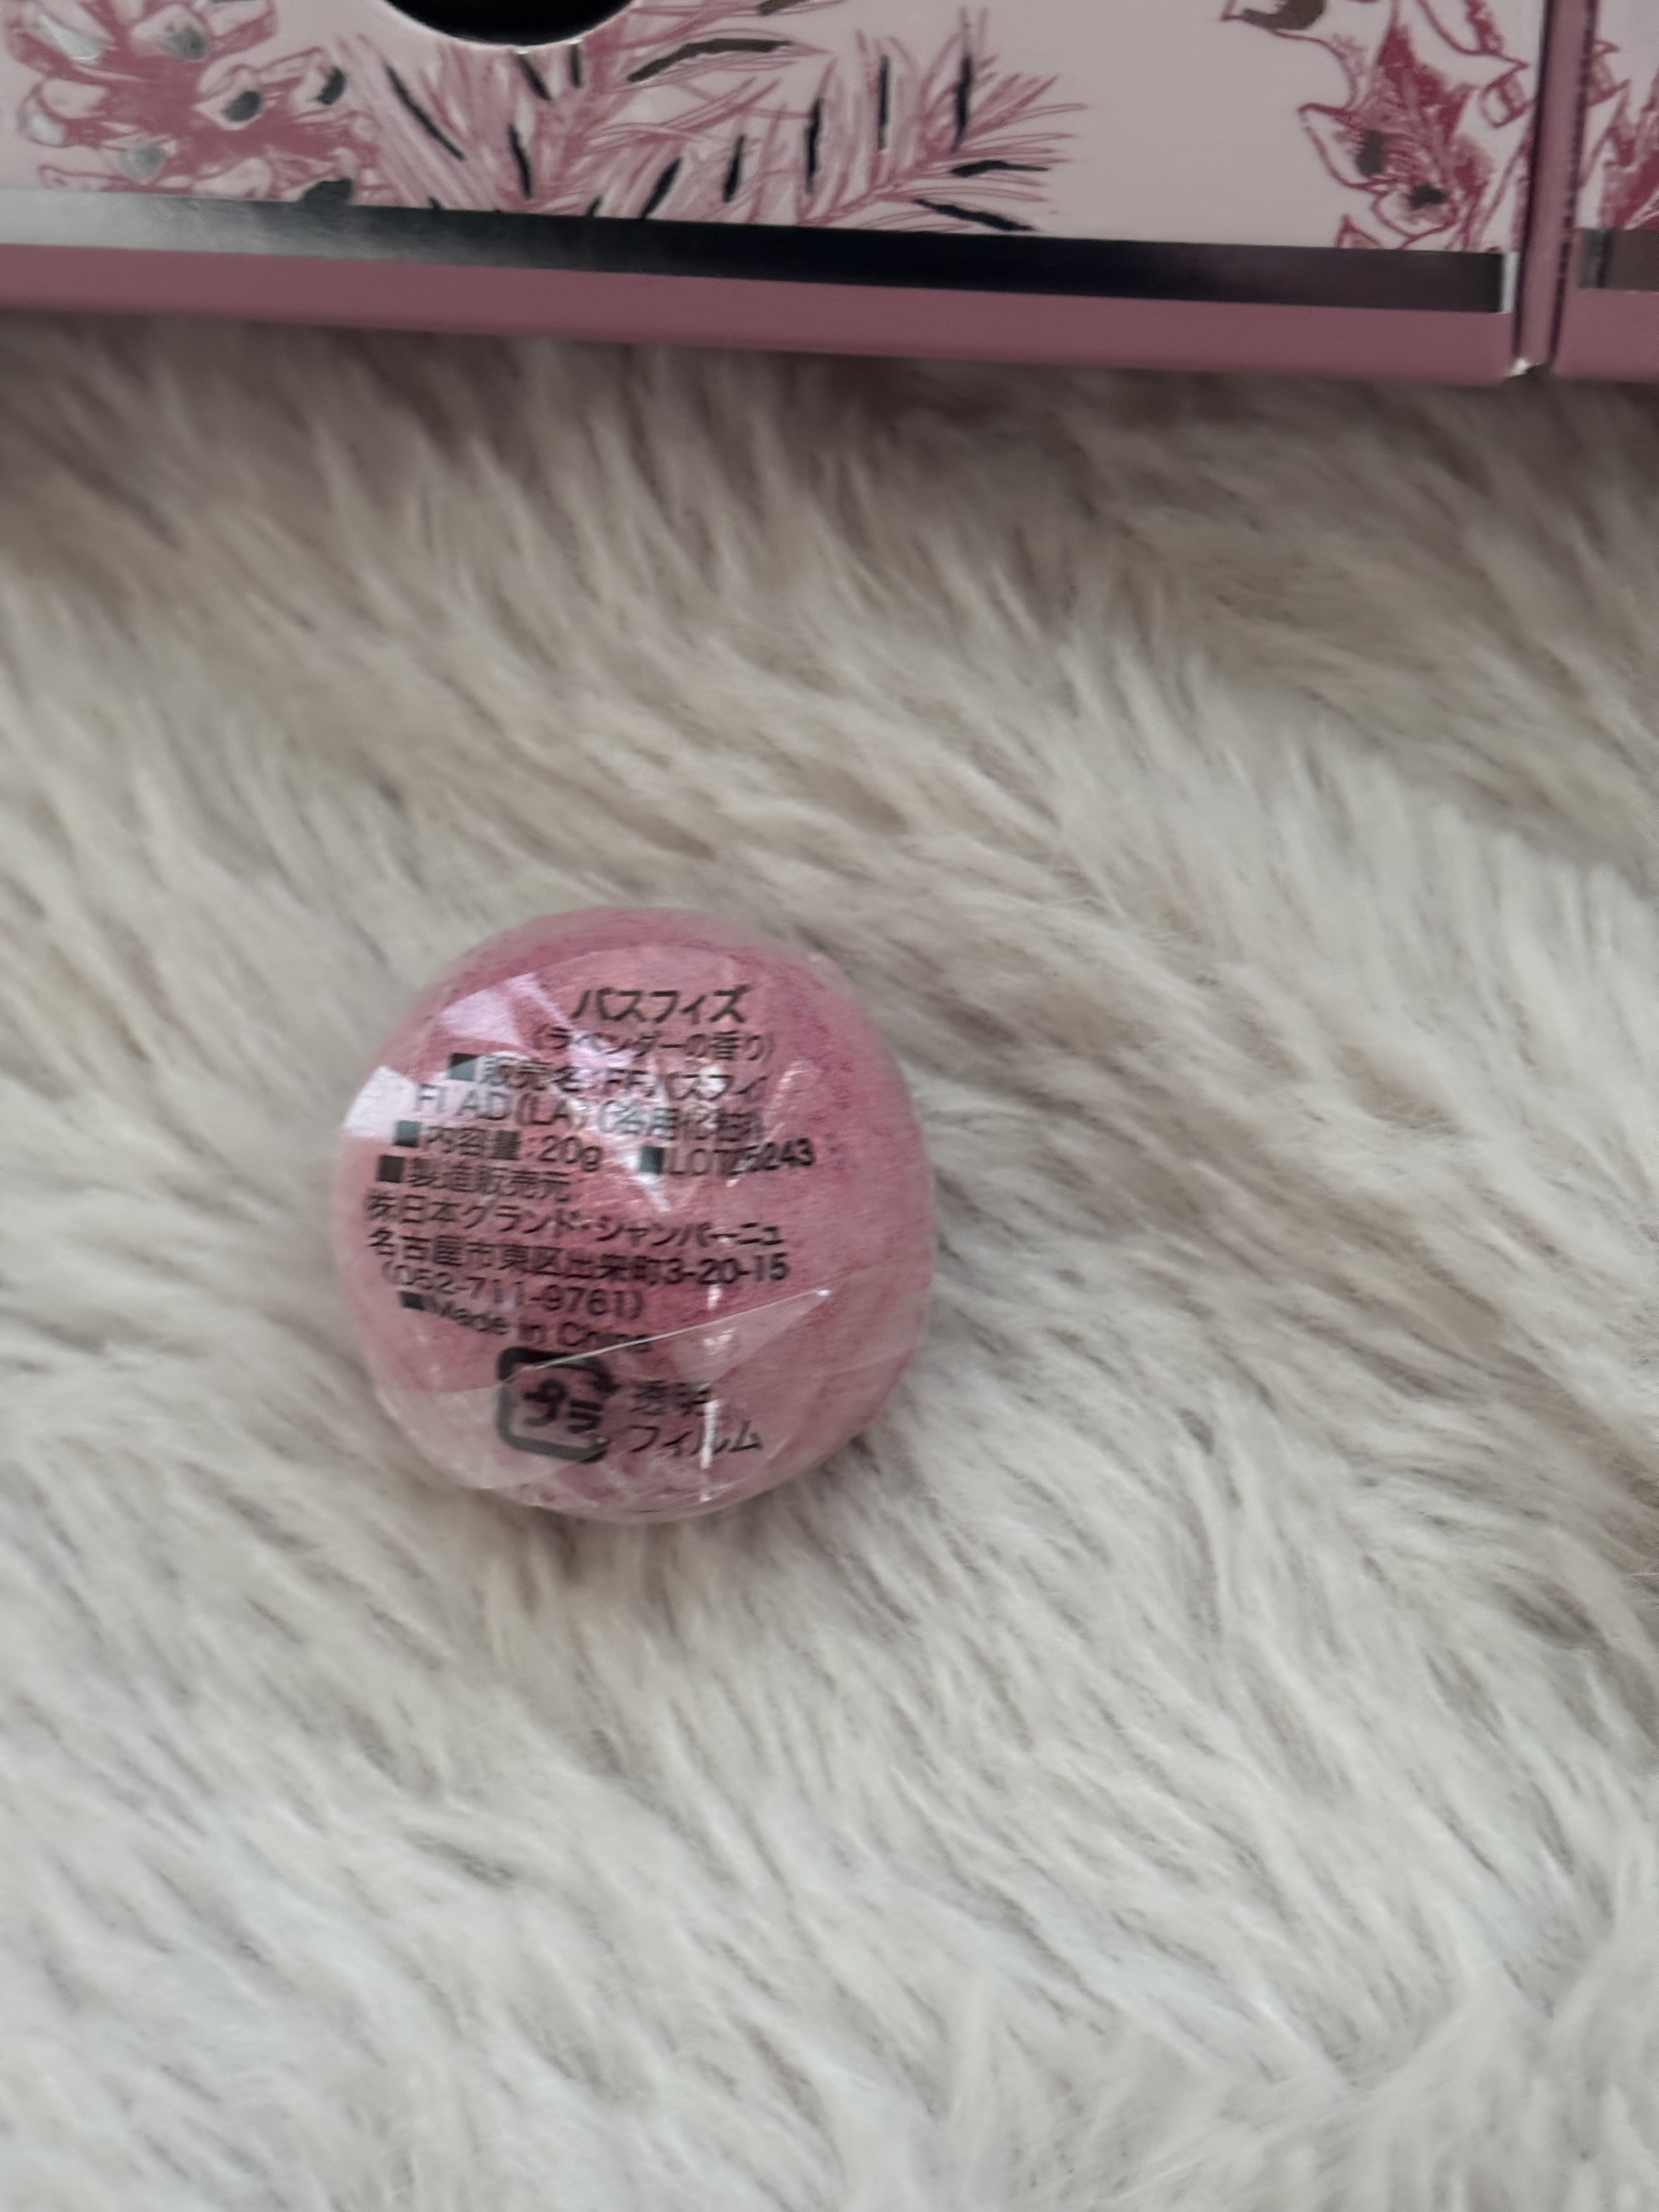 バスフィズ
(ラベンダーの香り)
■販売名:FFバスフィ
AD(LA)(浴用化粧料)
■内容量:20g ■LOT25243
■製造販売元
㈱日本グランド・シャンパーニュ
名古屋市東区出来町3-20-15
(052-711-9761)
■Made in China
プラ 透明
フィルム